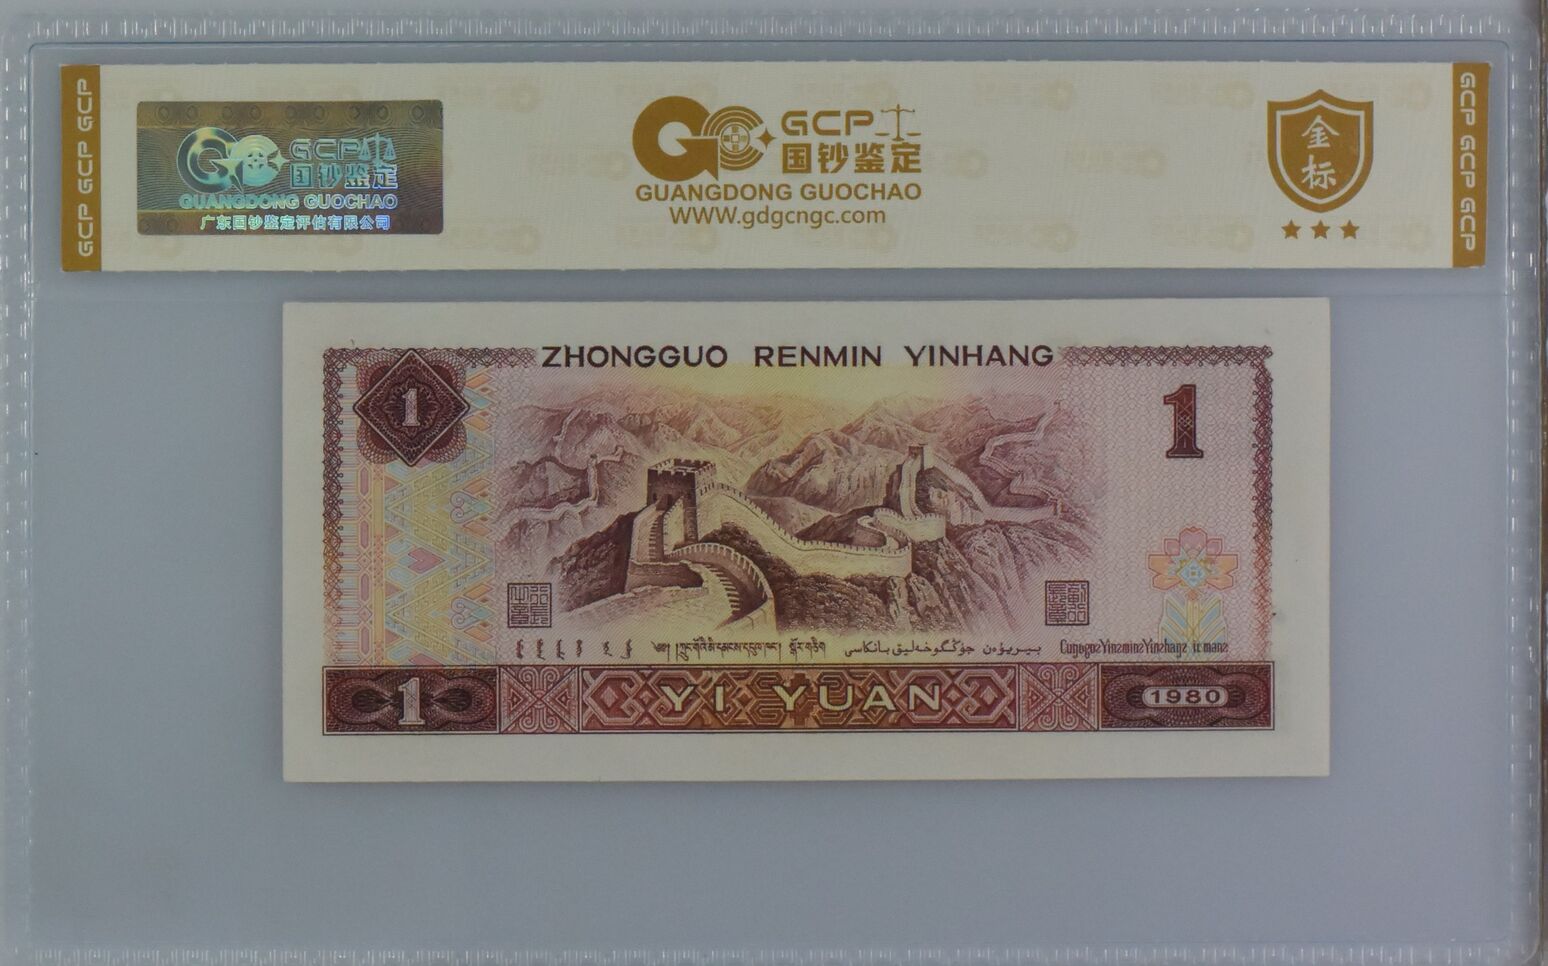 GCP GCP GCP
GCP 国钞鉴定
GUANGDONG GUOCHAO
广东国钞鉴定评估有限公司
GCP
国钞鉴定
GUANGDONG GUOCHAO
WWW.gdgcngc.com
金标
GCP GCP GCP
ZHONGGUO RENMIN YINHANG
1
1
YI YUAN
1
1980